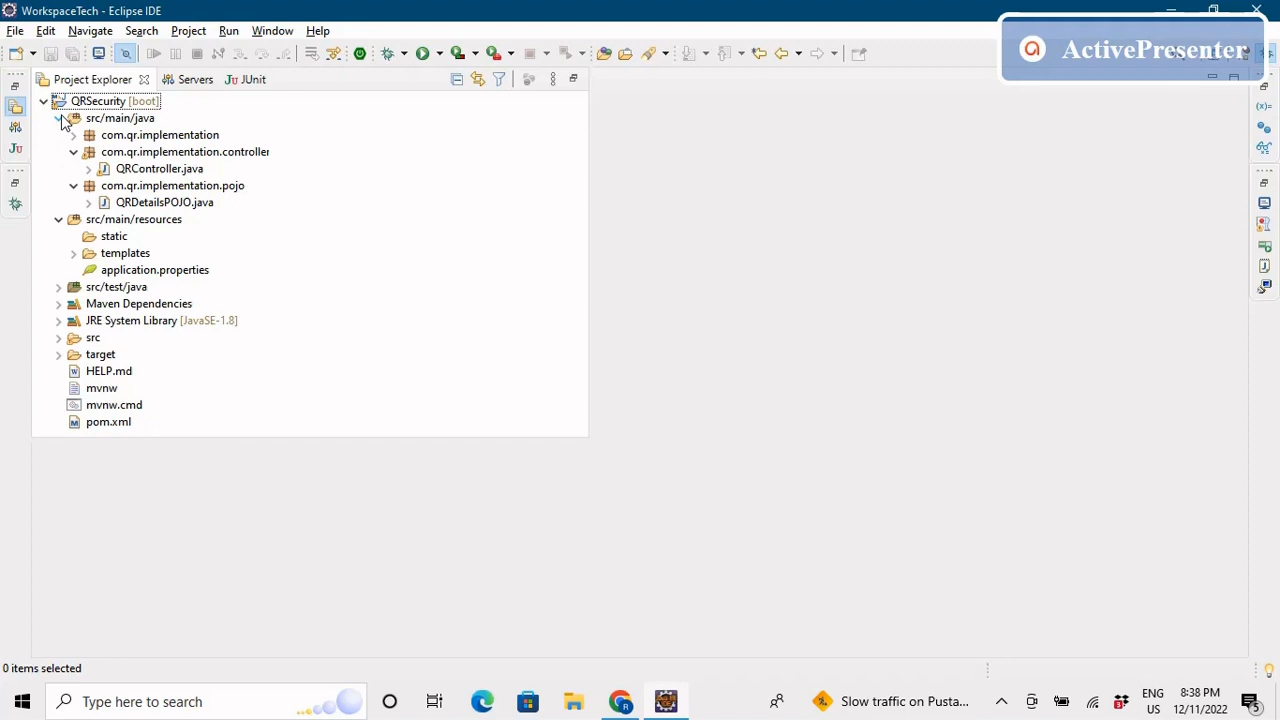 WorkspaceTech - Eclipse IDE
File Edit Navigate Search Project Run Window Help
ActivePresenter
Project Explorer Servers JUnit
QRSecurity [boot]
src/main/java
com.qr.implementation
com.qr.implementation.controller
QRController.java
com.qr.implementation.pojo
QRDetailsPOJO.java
src/main/resources
static
templates
application.properties
src/test/java
Maven Dependencies
JRE System Library [JavaSE-1.8]
src
target
HELP.md
mvnw
mvnw.cmd
pom.xml
0 items selected
Type here to search
Slow traffic on Pusta...
ENG
US
8:38 PM
12/11/2022